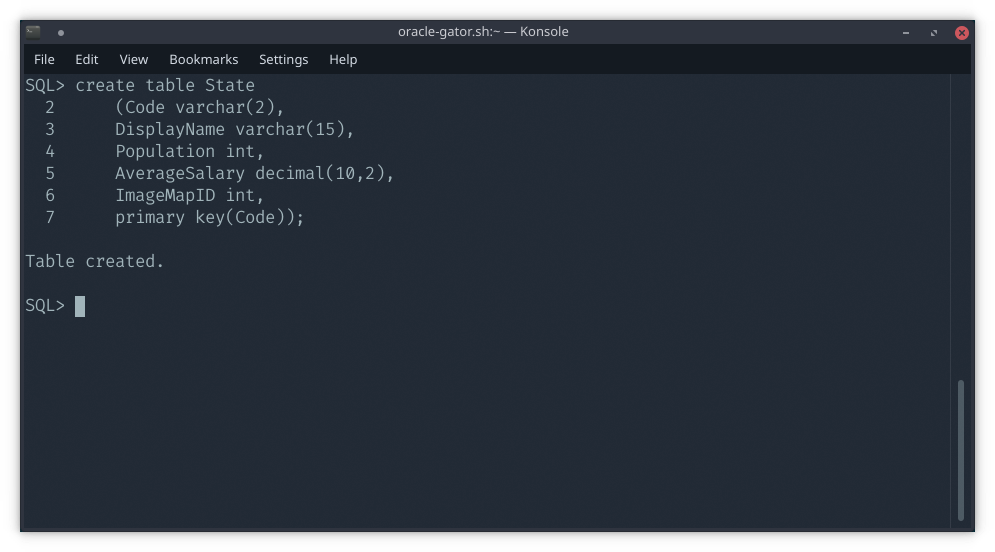 oracle-gator.sh:~ — Konsole
File Edit View Bookmarks Settings Help
SQL> create table State
2 (Code varchar(2),
3 DisplayName varchar(15),
4 Population int,
5 AverageSalary decimal(10,2),
6 ImageMapID int,
7 primary key(Code));
Table created.
SQL>